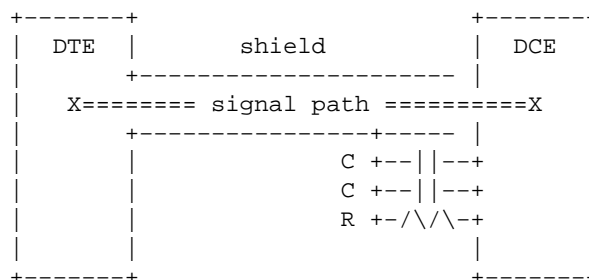 DTE shield DCE
X======== signal path ==========X
C
C
R